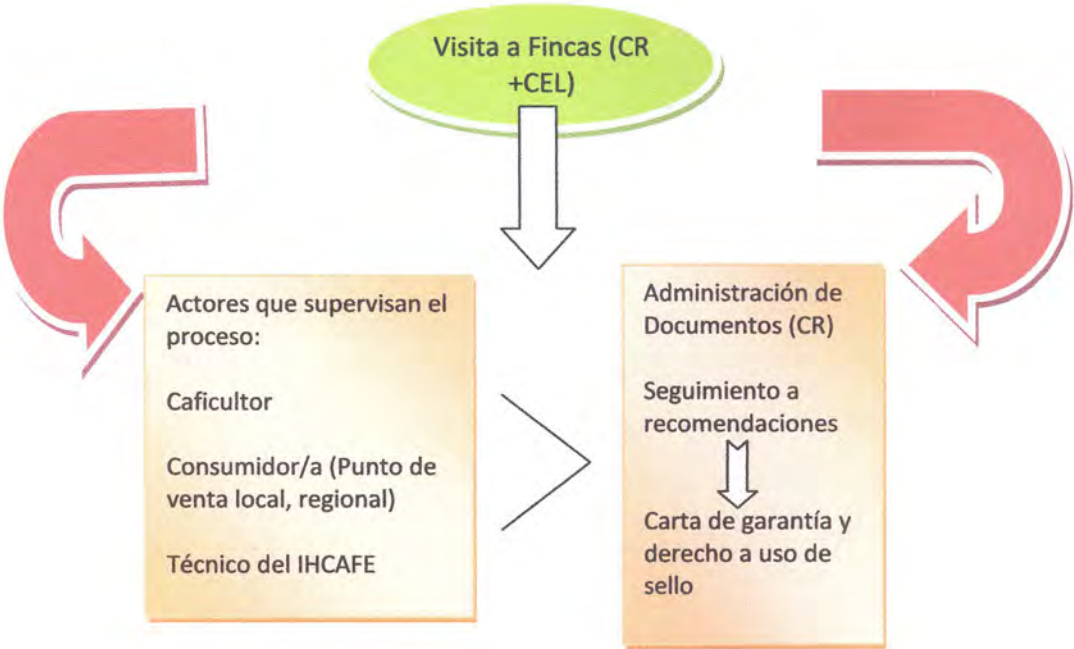 Visita a Fincas (CR
+CEL)
Actores que supervisan el
proceso:
Caficultor
Consumidor/a (Punto de
venta local, regional)
Técnico del IHCAFE
Administración de
Documentos (CR)
Seguimiento a
recomendaciones
Carta de garantía y
derecho a uso de
sello